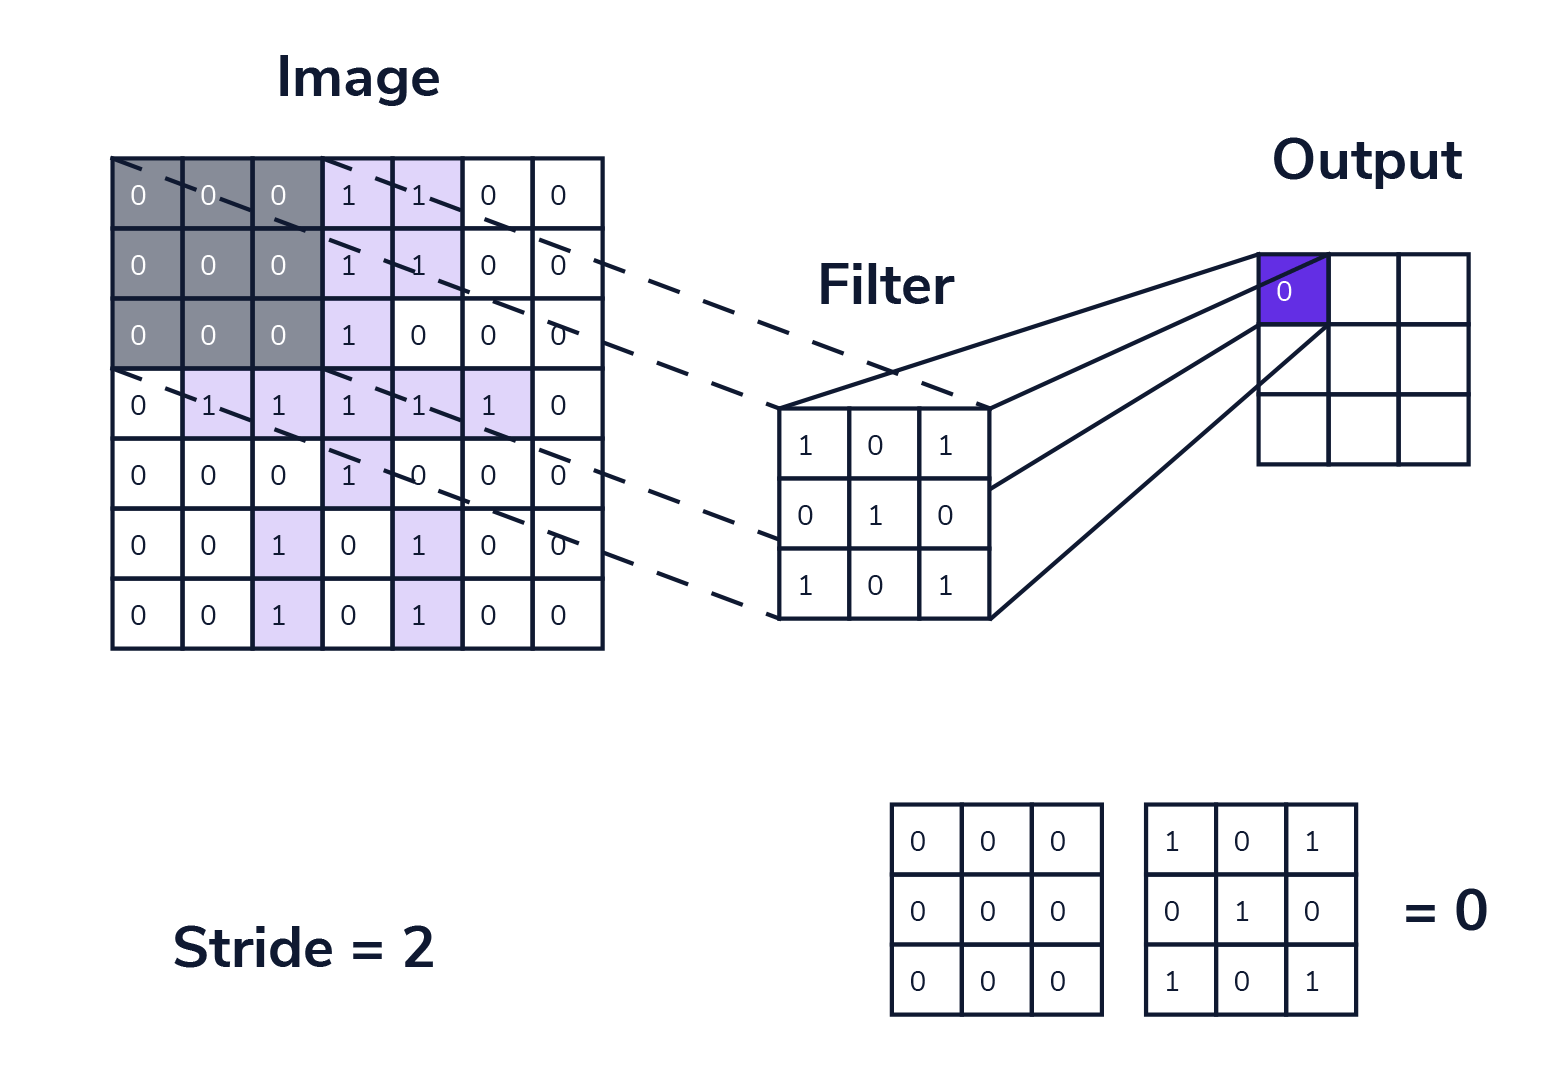 Image
Output
Filter
0 0 0 1 1 0 0
0 0 0 1 1 0 0
0 0 0 1 0 0 0
0 1 1 1 1 1 0
0 0 0 1 0 0 0
0 0 1 0 1 0 0
0 0 1 0 1 0 0
1 0 1
0 1 0
1 0 1
0
Stride = 2
0 0 0
0 0 0
0 0 0
1 0 1
0 1 0
1 0 1
= 0